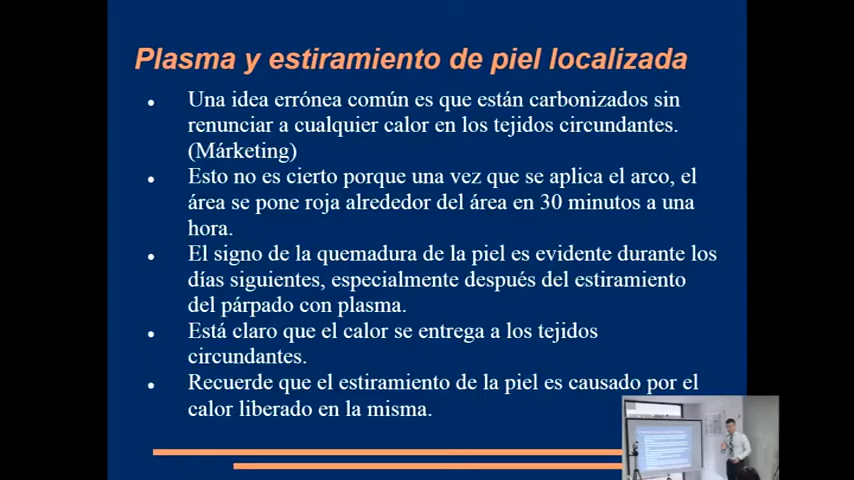 Plasma y estiramiento de piel localizada
Una idea errónea común es que están carbonizados sin
renunciar a cualquier calor en los tejidos circundantes.
(Márketing)
Esto no es cierto porque una vez que se aplica el arco, el
área se pone roja alrededor del área en 30 minutos a una
hora.
El signo de la quemadura de la piel es evidente durante los
días siguientes, especialmente después del estiramiento
del párpado con plasma.
Está claro que el calor se entrega a los tejidos
circundantes.
Recuerde que el estiramiento de la piel es causado por el
calor liberado en la misma.